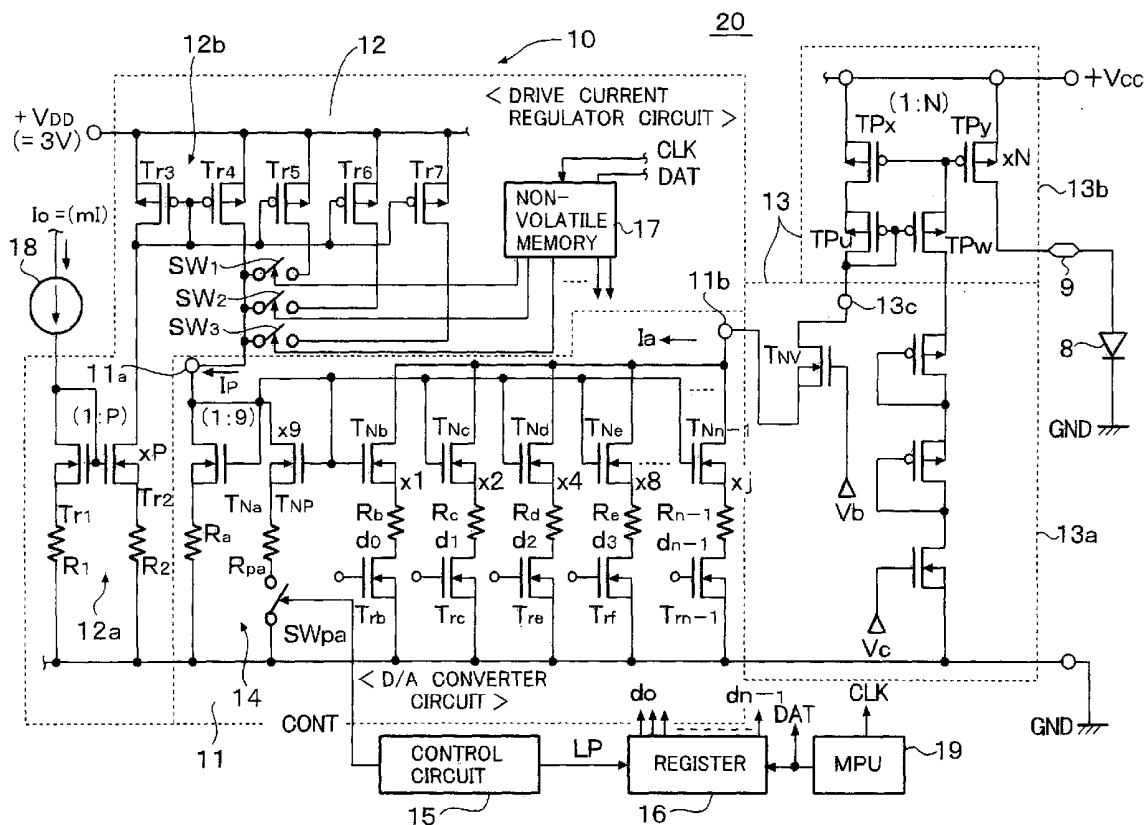 20
10
12
12b
< DRIVE CURRENT
REGULATOR CIRCUIT >
+VDD
(= 3V)
+Vcc
(1:N)
TPx
TPy
xN
13b
CLK
DAT
Tr3
Tr4
Tr5
Tr6
Tr7
NON-
VOLATILE
MEMORY
17
13
Io =(mI)
18
TPu
TPw
SW1
SW2
SW3
11b
13c
9
8
Ia
TNV
11a
IP
(1:P)
(1:9)
x9
xP
TNb
TNc
TNd
TNe
TNn-1
GND
x1
x2
x4
x8
x
Tr1
Tr2
TNa
TNP
Vb
R1
R2
Ra
Rpa
Rb
Rc
Rd
Re
Rn-1
d0
d1
d2
d3
dn-1
13a
12a
Trb
Trc
Tre
Trf
Trn-1
SWpa
14
Vc
< D/A CONVERTER
CIRCUIT >
11
CONT
do
dn-1
DAT
CLK
GND
CONTROL
CIRCUIT
LP
REGISTER
MPU
19
15
16